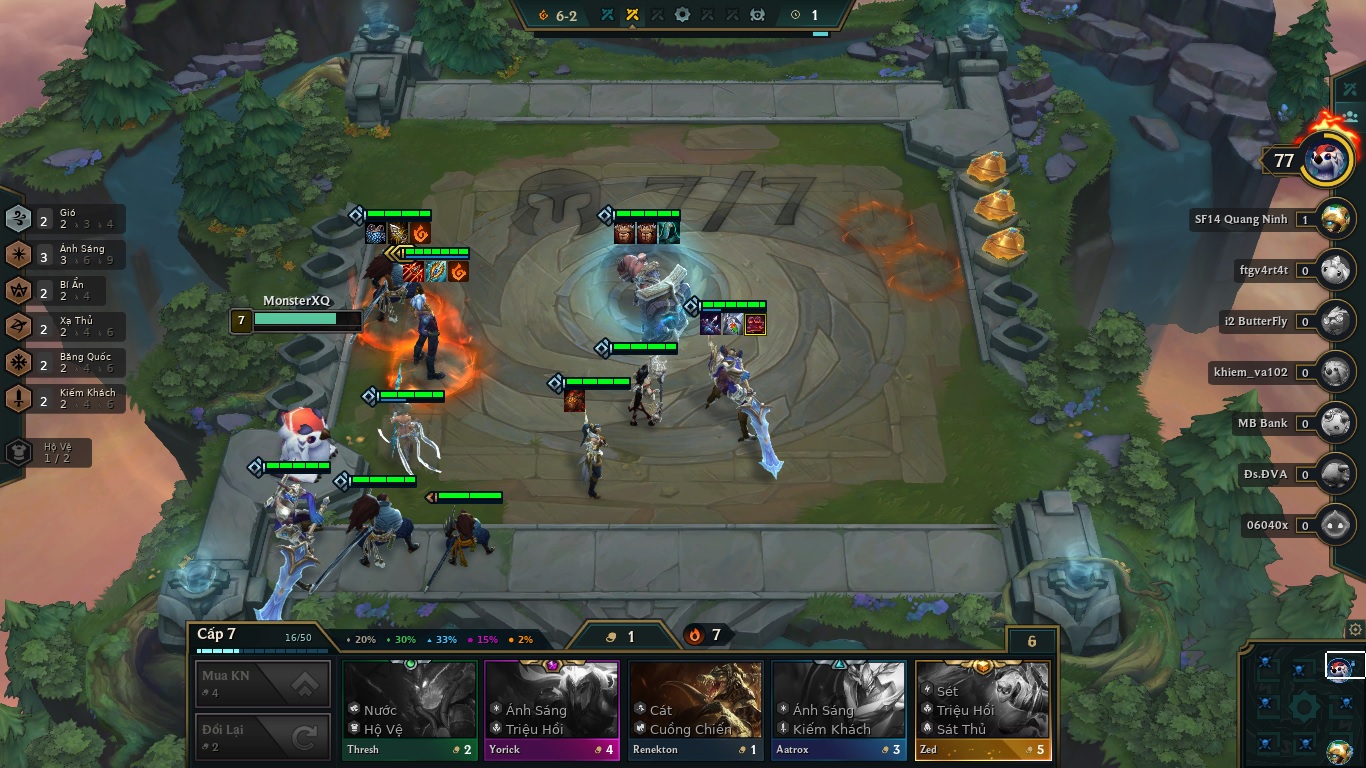 6-2
1
7/7
77
Gió
2
2 3 4
Ánh Sáng
3
3 6 9
Bí Ẩn
2
2 4
Xạ Thủ
2
2 4 6
Băng Quốc
2
2 4 6
Kiếm Khách
2
2 4 6
Hộ Vệ
1 / 2
MonsterXQ
7
SF14 Quang Ninh 1
ftgv4rt4t 0
i2 ButterFly 0
khiem_va102 0
MB Bank 0
Đs.ĐVA 0
06040x 0
Cấp 7 16/50
20% 30% 33% 15% 2%
1
7
6
Mua KN
4
Đổi Lại
2
Nước
Hộ Vệ
Thresh 2
Ánh Sáng
Triệu Hồi
Yorick 4
Cát
Cuồng Chiến
Renekton 1
Ánh Sáng
Kiếm Khách
Aatrox 3
Sét
Triệu Hồi
Sát Thủ
Zed 5